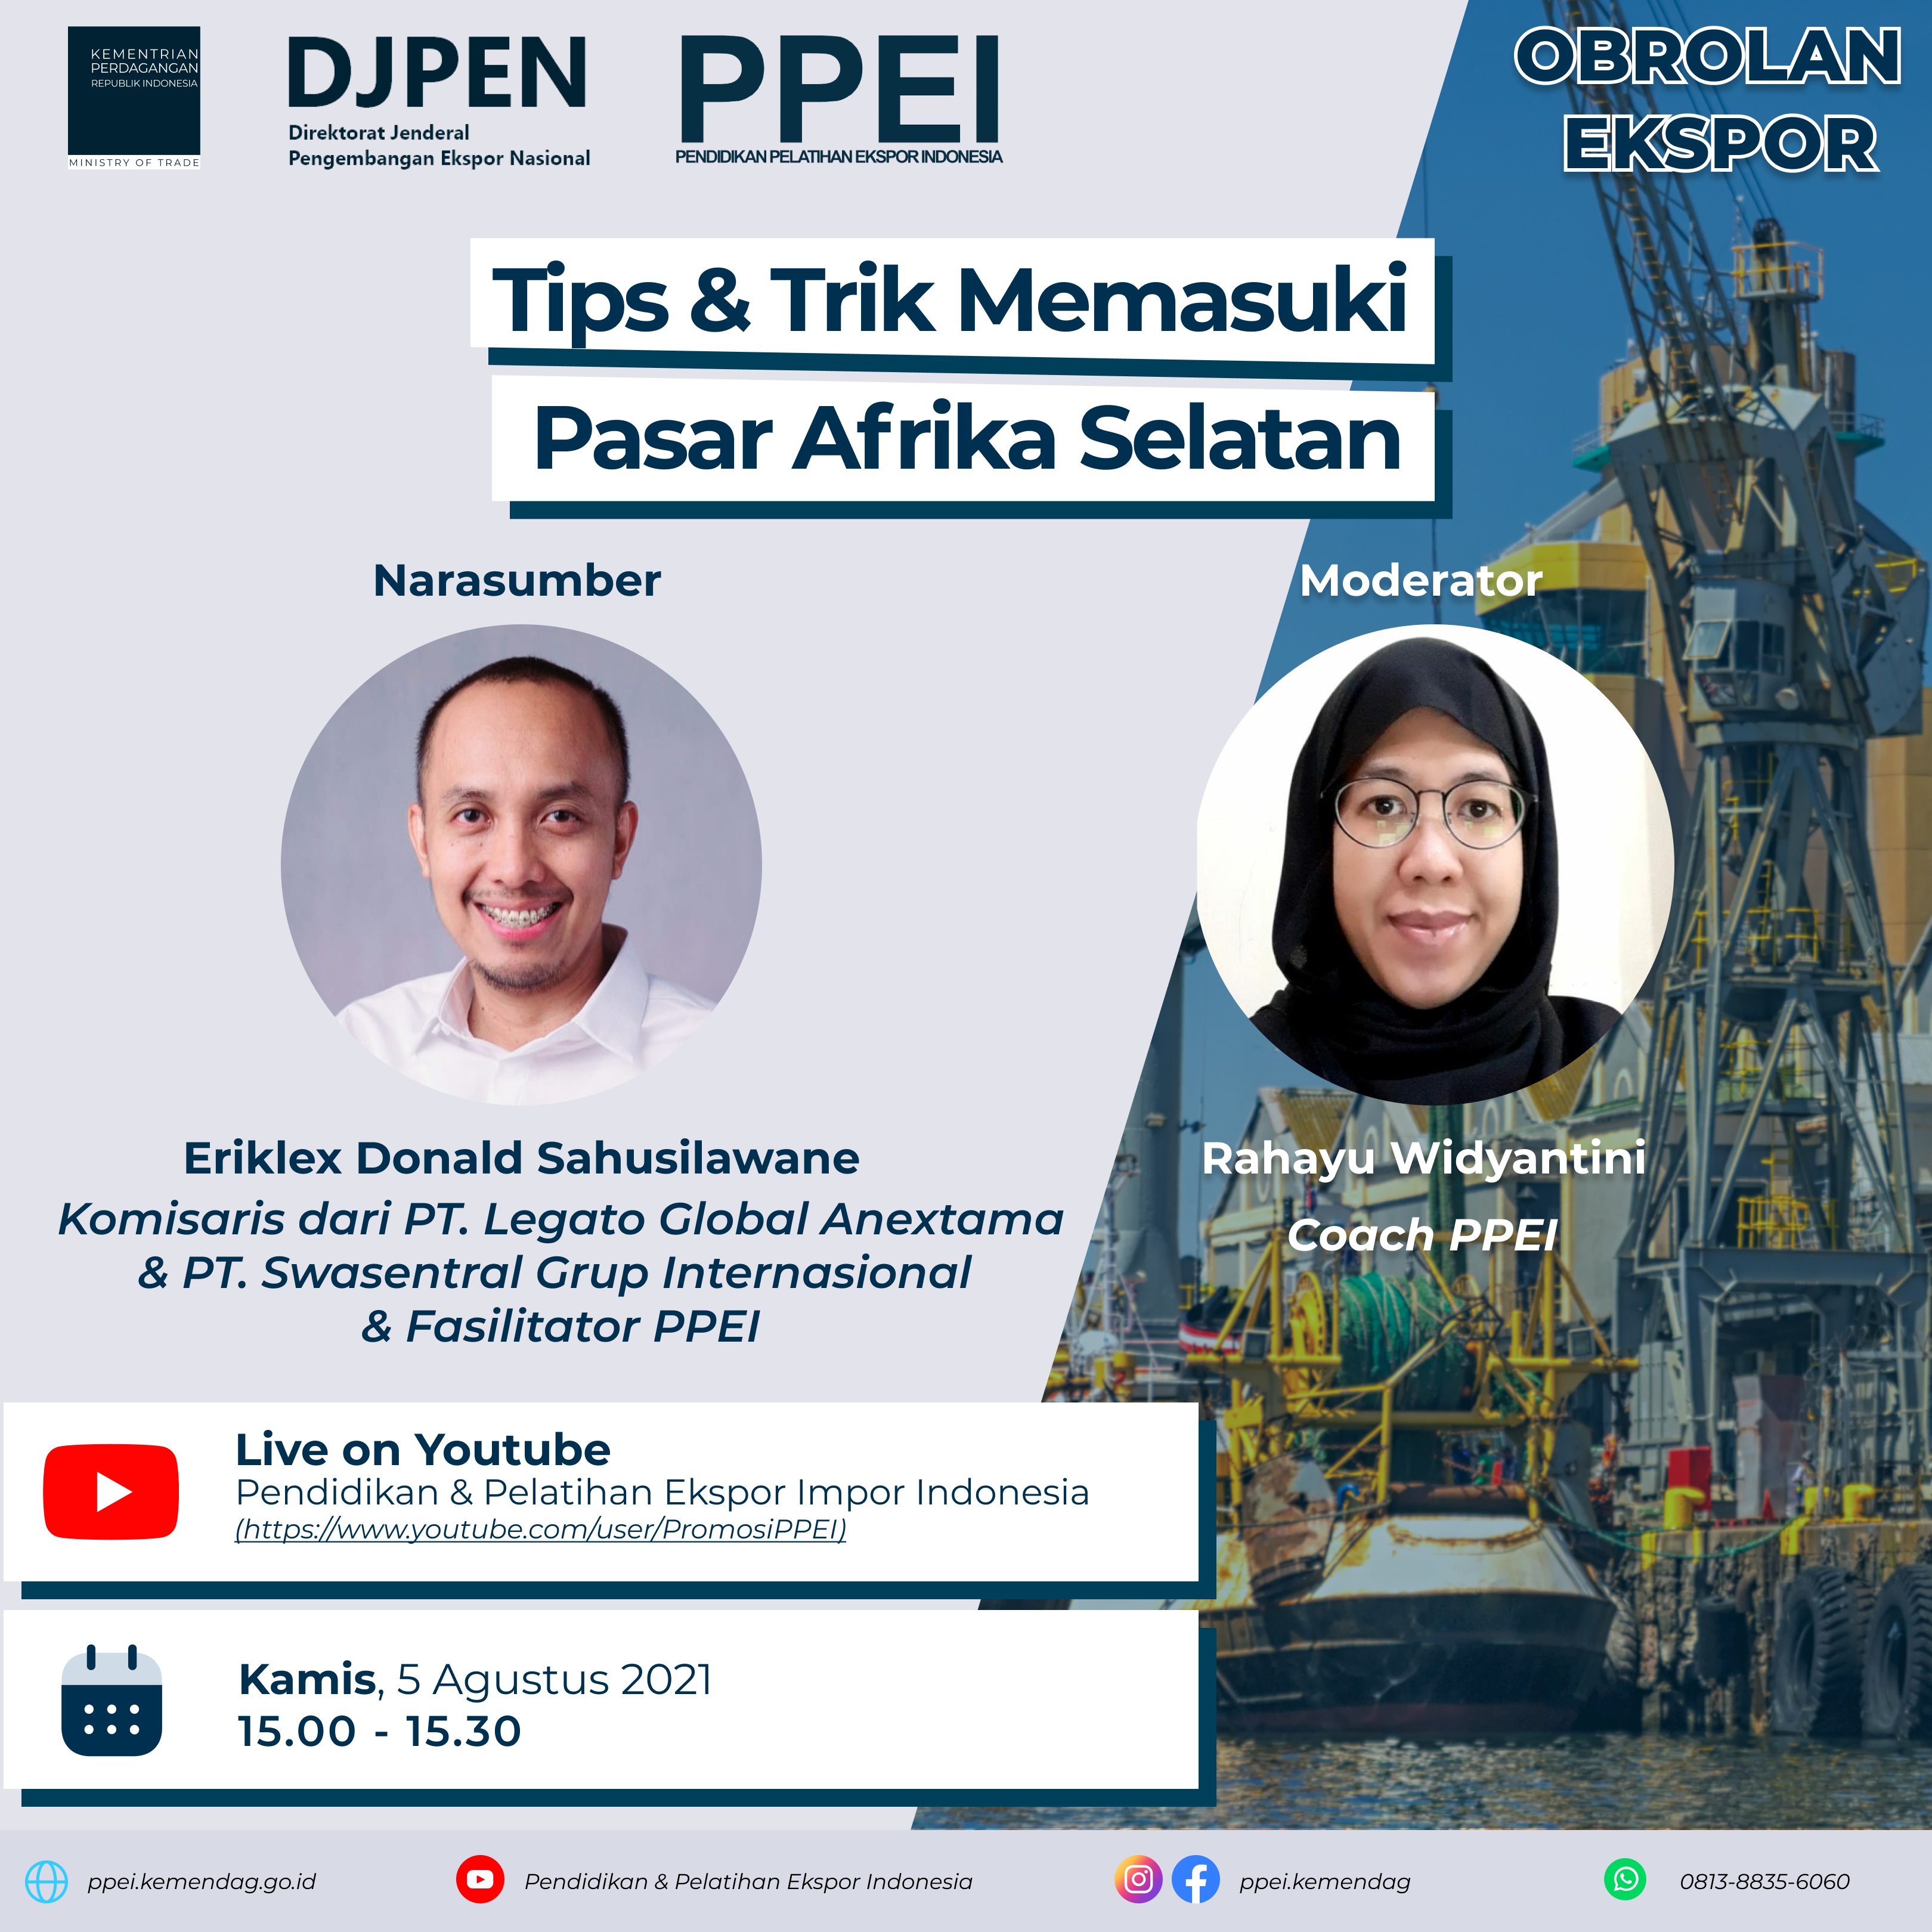 KEMENTRIAN
PERDAGANGAN
REPUBLIK INDONESIA
MINISTRY OF TRADE
DJPEN
Direktorat Jenderal
Pengembangan Ekspor Nasional
PPEI
PENDIDIKAN PELATIHAN EKSPOR INDONESIA
OBROLAN
EKSPOR
Tips & Trik Memasuki
Pasar Afrika Selatan
Narasumber
Moderator
Eriklex Donald Sahusilawane
Komisaris dari PT. Legato Global Anextama
& PT. Swasentral Grup Internasional
& Fasilitator PPEI
Rahayu Widyantini
Coach PPEI
Live on Youtube
Pendidikan & Pelatihan Ekspor Impor Indonesia
(https://www.youtube.com/user/PromosiPPEI)
Kamis, 5 Agustus 2021
15.00 - 15.30
ppei.kemendag.go.id
Pendidikan & Pelatihan Ekspor Indonesia
ppei.kemendag
0813-8835-6060